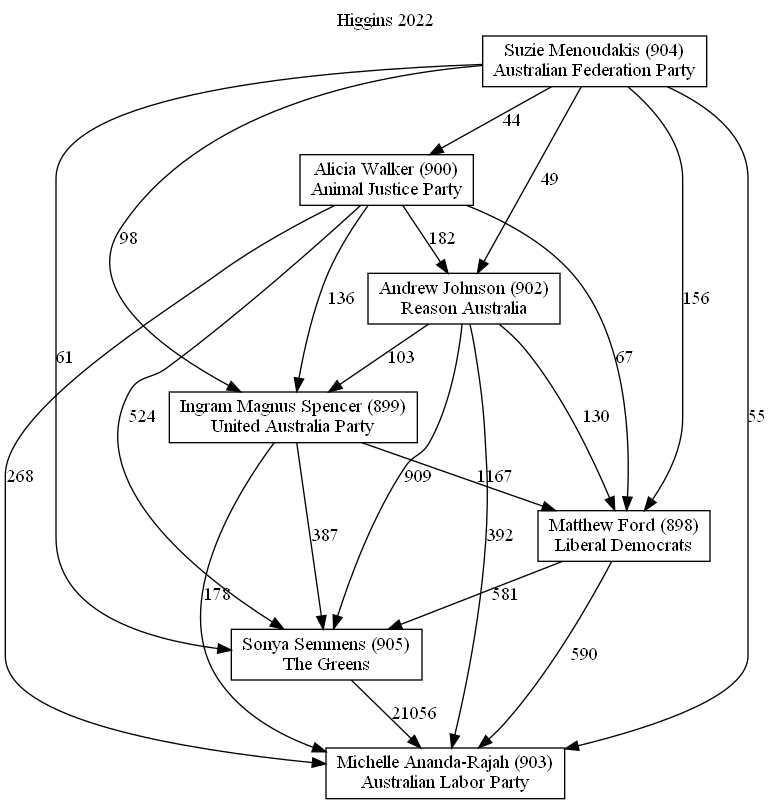 Higgins 2022
Suzie Menoudakis (904)
Australian Federation Party
44
Alicia Walker (900)
Animal Justice Party
49
98
182
Andrew Johnson (902)
Reason Australia
136
156
61
103
67
Ingram Magnus Spencer (899)
United Australia Party
524
130
55
268
909
1167
Matthew Ford (898)
Liberal Democrats
387
392
178
581
Sonya Semmens (905)
The Greens
590
21056
Michelle Ananda-Rajah (903)
Australian Labor Party